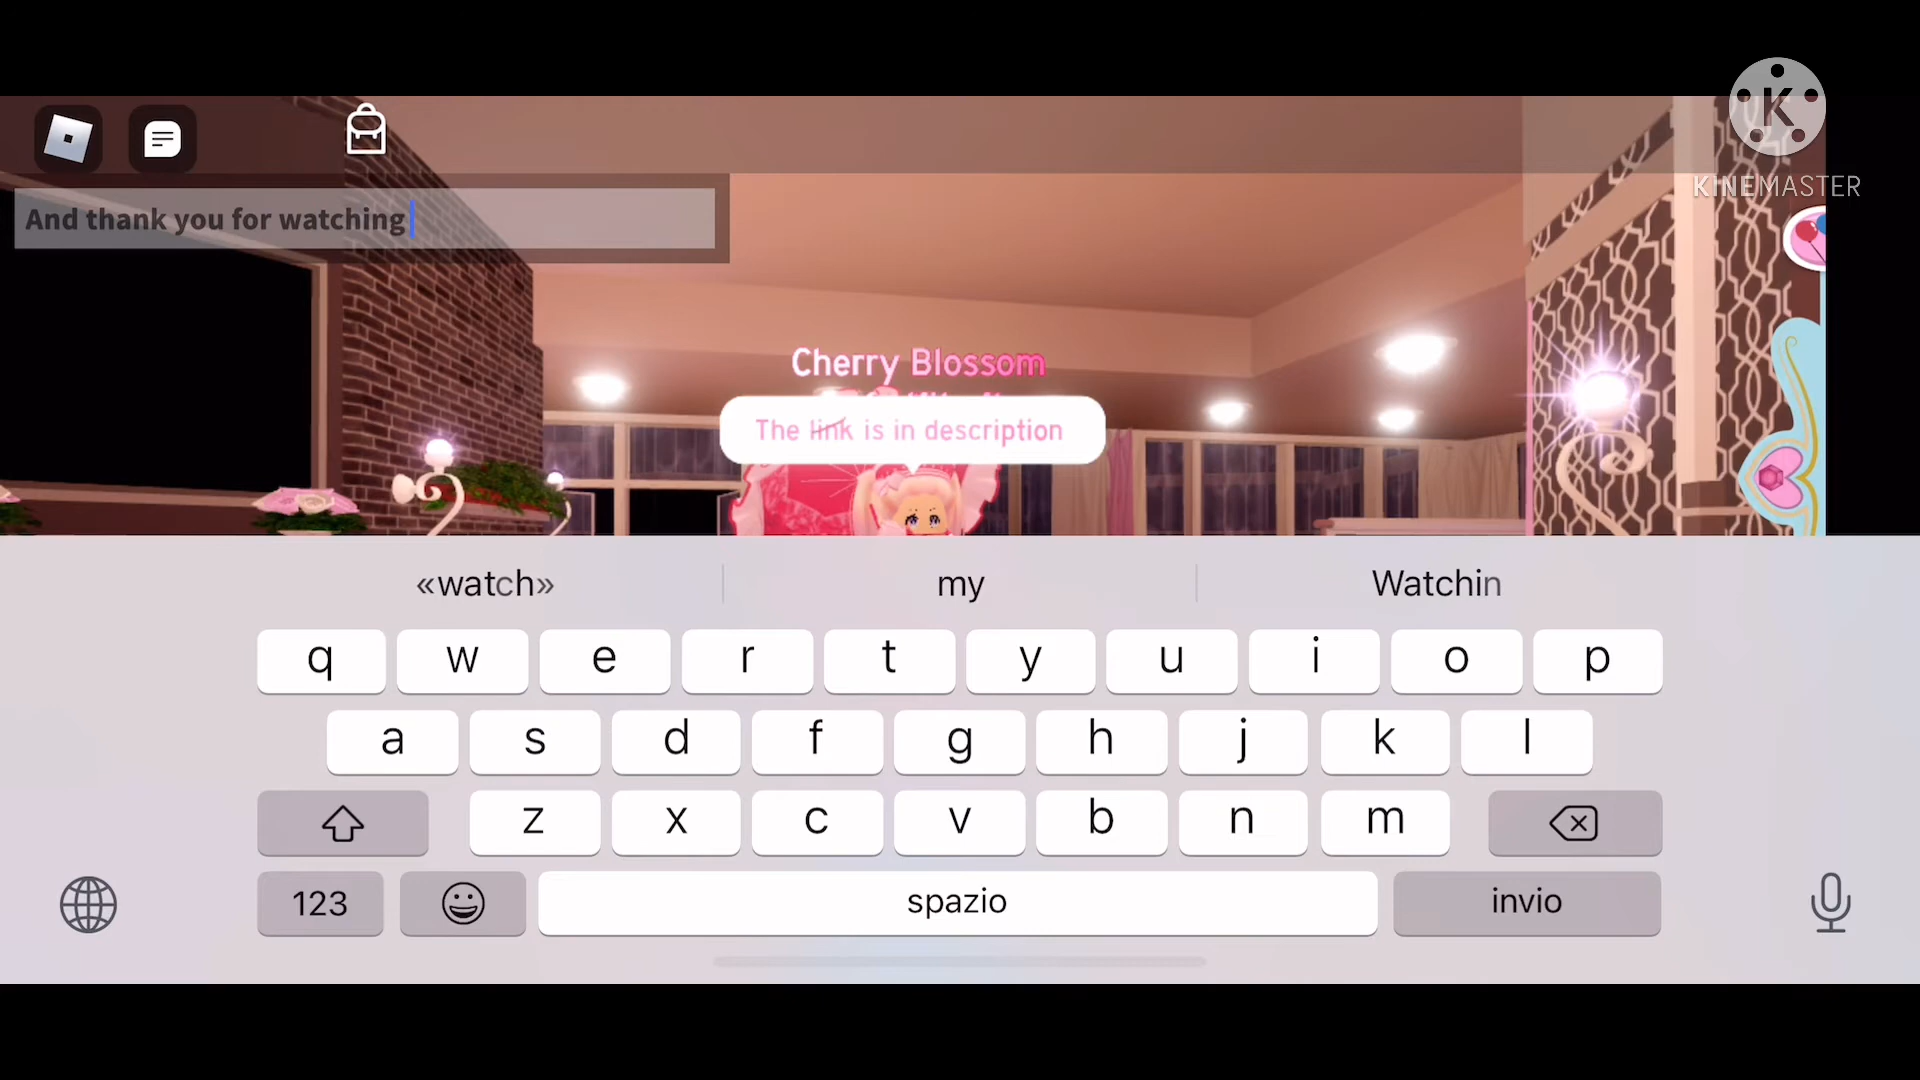 K
KINEMASTER
And thank you for watching
Cherry Blossom
The link is in description
«watch» my Watchin
q w e r t y u i o p
a s d f g h j k l
z x c v b n m
123 spazio invio